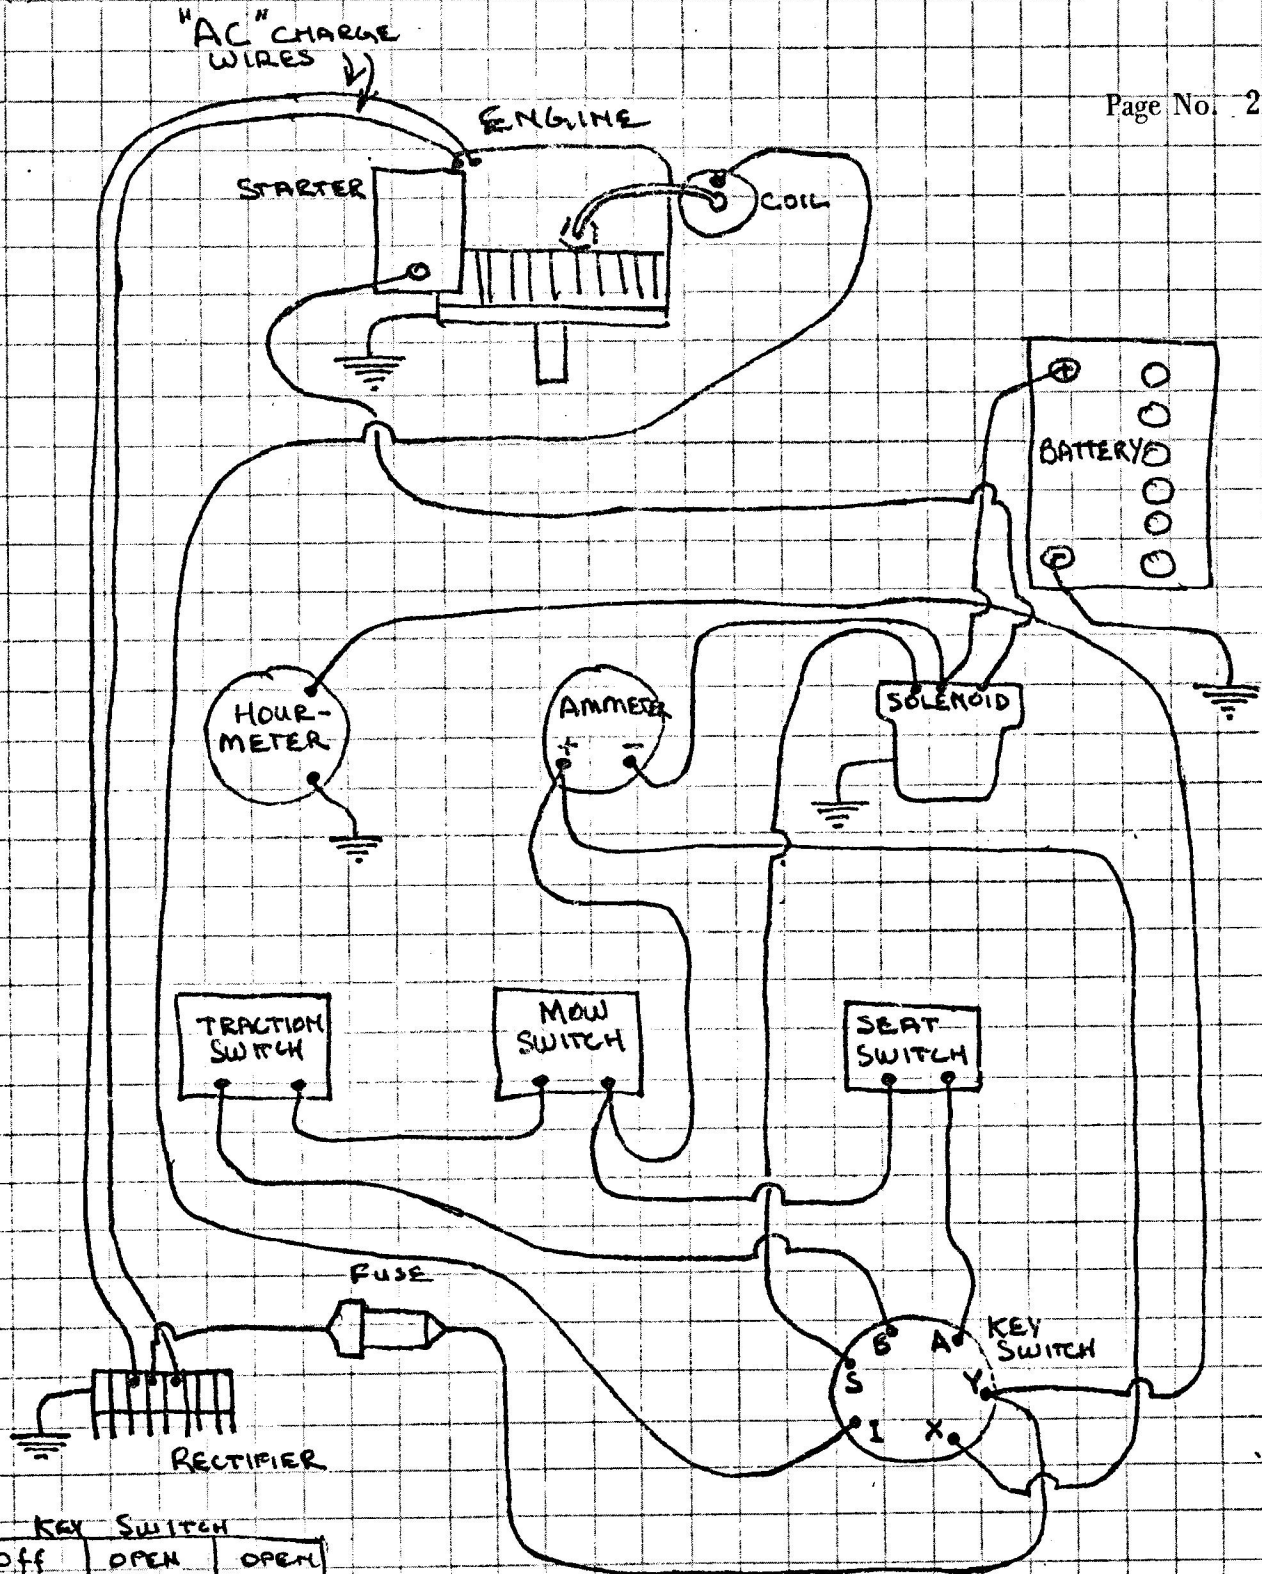 "AC" CHARGE
WIRES
Page No. 2
ENGINE
STARTER
COIL
+
BATTERY
-
HOUR-
METER
AMMETER
+ -
SOLENOID
TRACTION
SWITCH
MOW
SWITCH
SEAT
SWITCH
FUSE
B A
KEY
SWITCH
S Y
I X
RECTIFIER
KEY SWITCH
Off OPEN OPEN